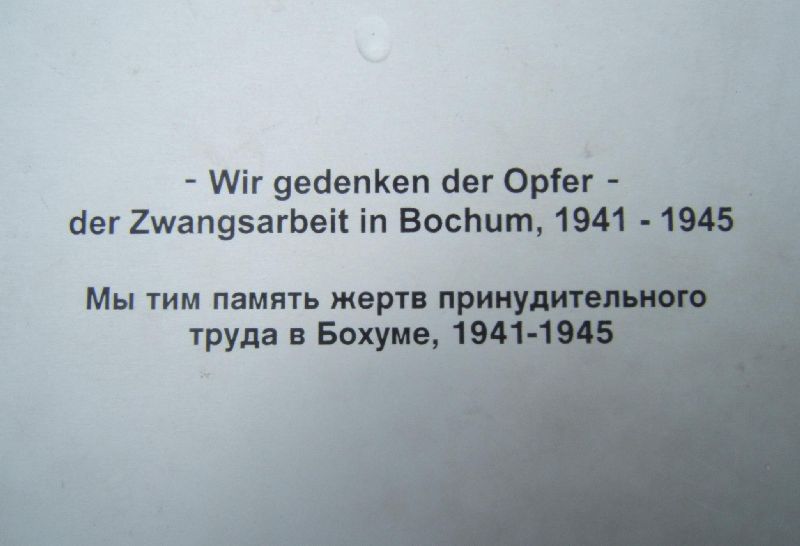 - Wir gedenken der Opfer -
der Zwangsarbeit in Bochum, 1941 - 1945
Мы тим память жертв принудительного
труда в Бохуме, 1941-1945